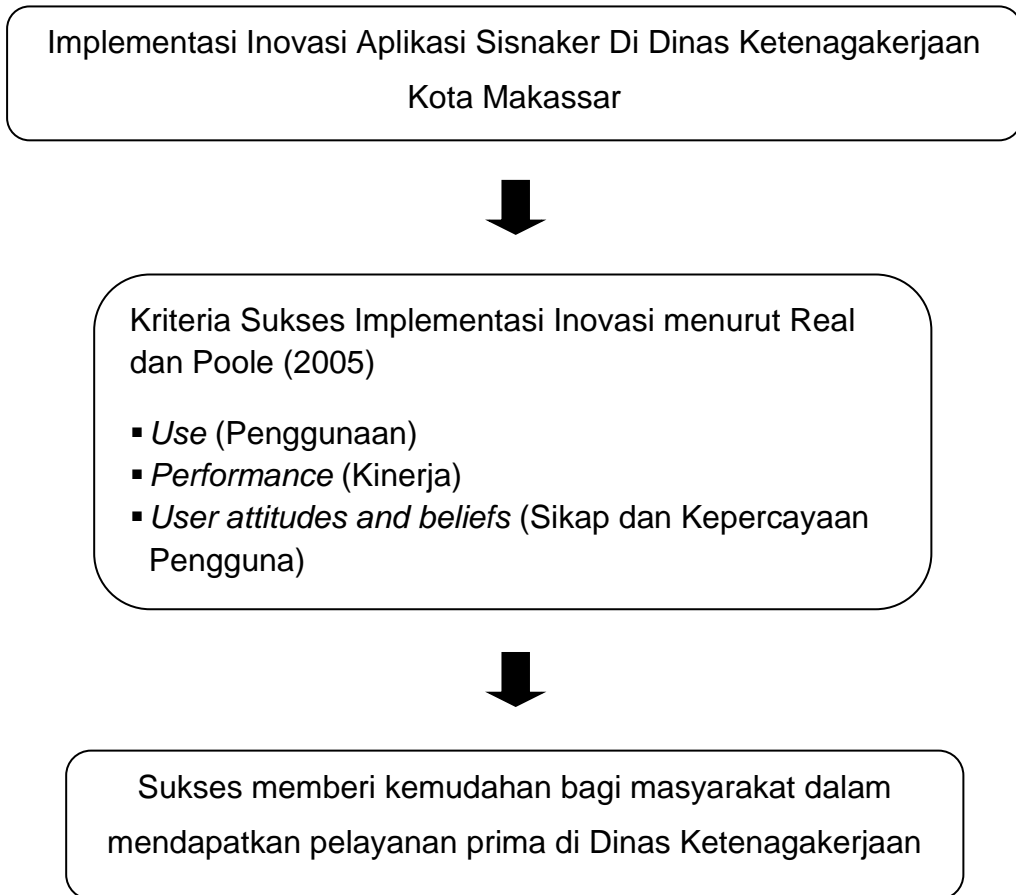 Implementasi Inovasi Aplikasi Sisnaker Di Dinas Ketenagakerjaan
Kota Makassar
Kriteria Sukses Implementasi Inovasi menurut Real
dan Poole (2005)
▪ Use (Penggunaan)
▪ Performance (Kinerja)
▪ User attitudes and beliefs (Sikap dan Kepercayaan
Pengguna)
Sukses memberi kemudahan bagi masyarakat dalam
mendapatkan pelayanan prima di Dinas Ketenagakerjaan